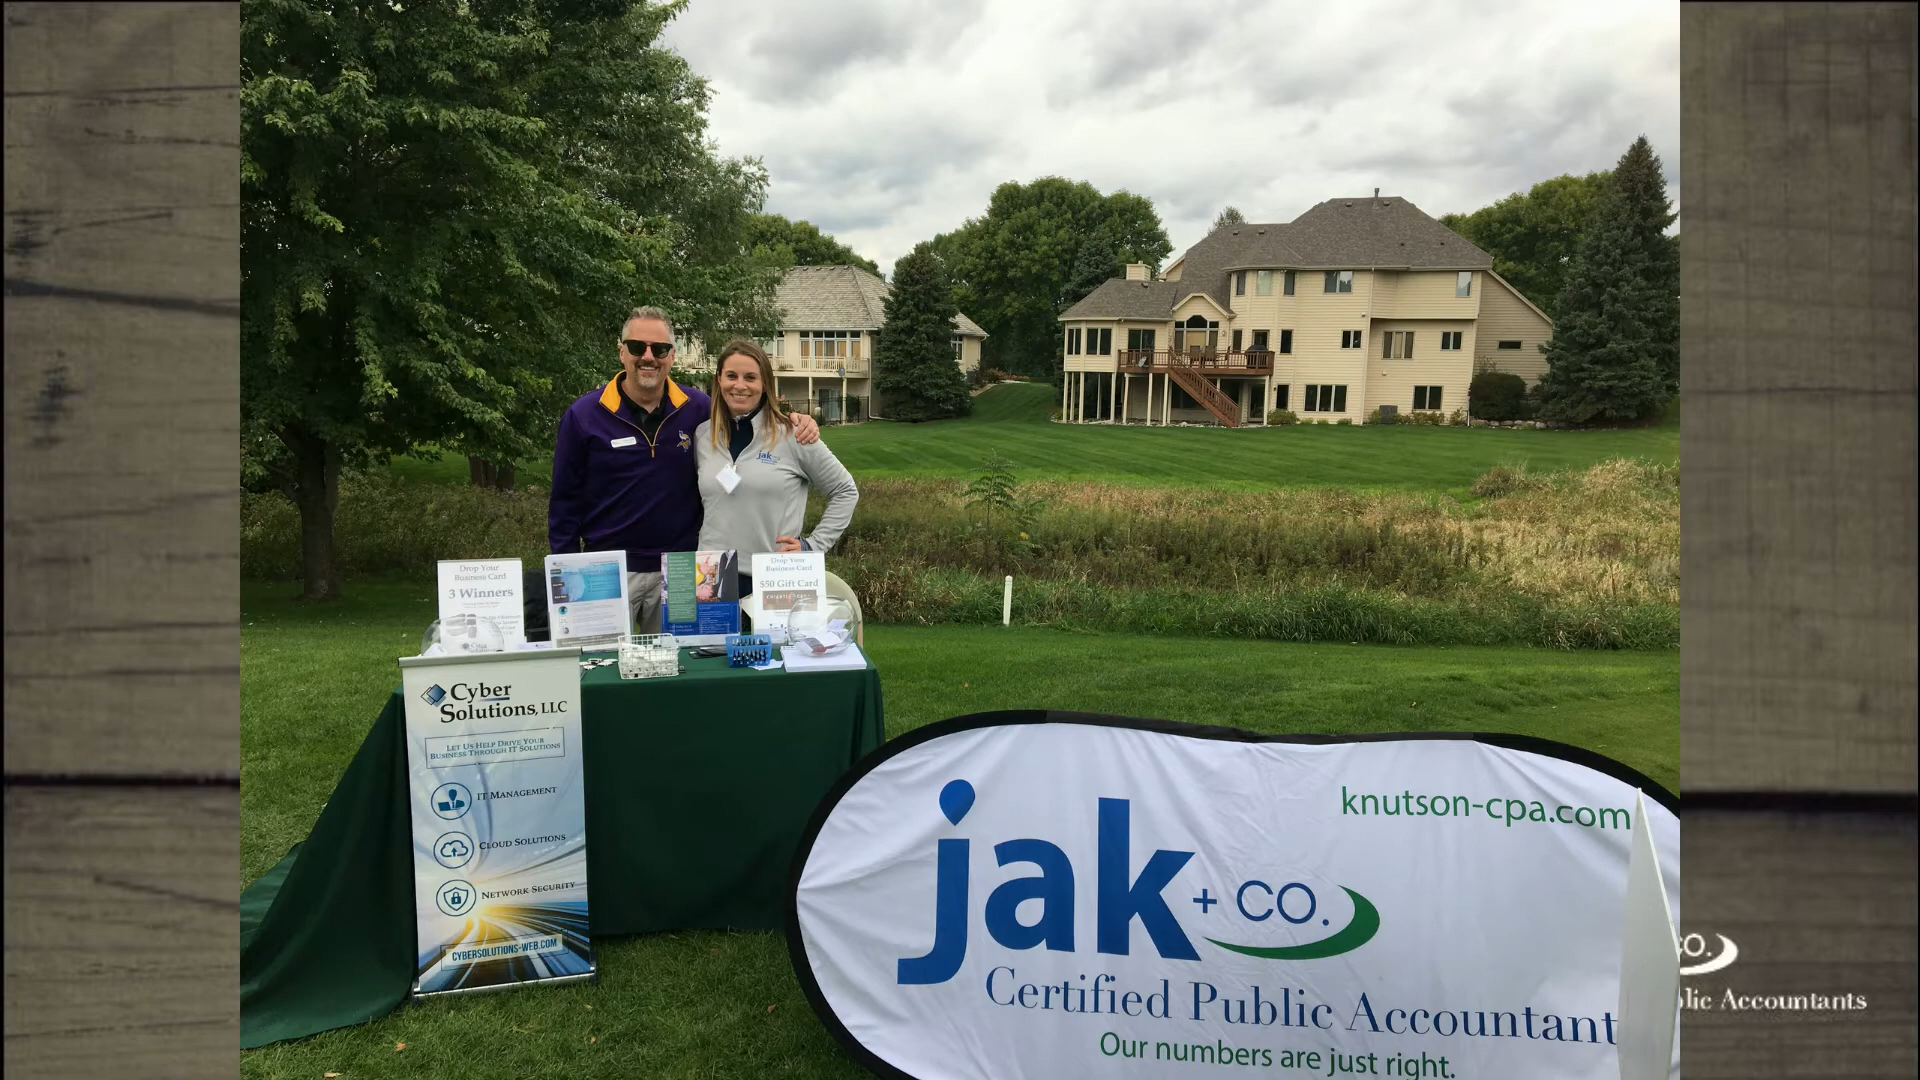 jak
Drop Your
Business Card
3 Winners
Drop Your
Business Card
$50 Gift Card
Cyber
Solutions, LLC
LET US HELP DRIVE YOUR
BUSINESS THROUGH IT SOLUTIONS
IT MANAGEMENT
CLOUD SOLUTIONS
NETWORK SECURITY
CYBERSOLUTIONS-WEB.COM
knutson-cpa.com
jak + CO.
Certified Public Accountant
Our numbers are just right.
CO.
Accountants